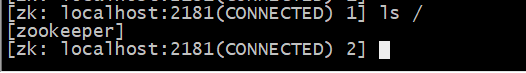 [zk: localhost:2181(CONNECTED) 1] ls /
[zookeeper]
[zk: localhost:2181(CONNECTED) 2]